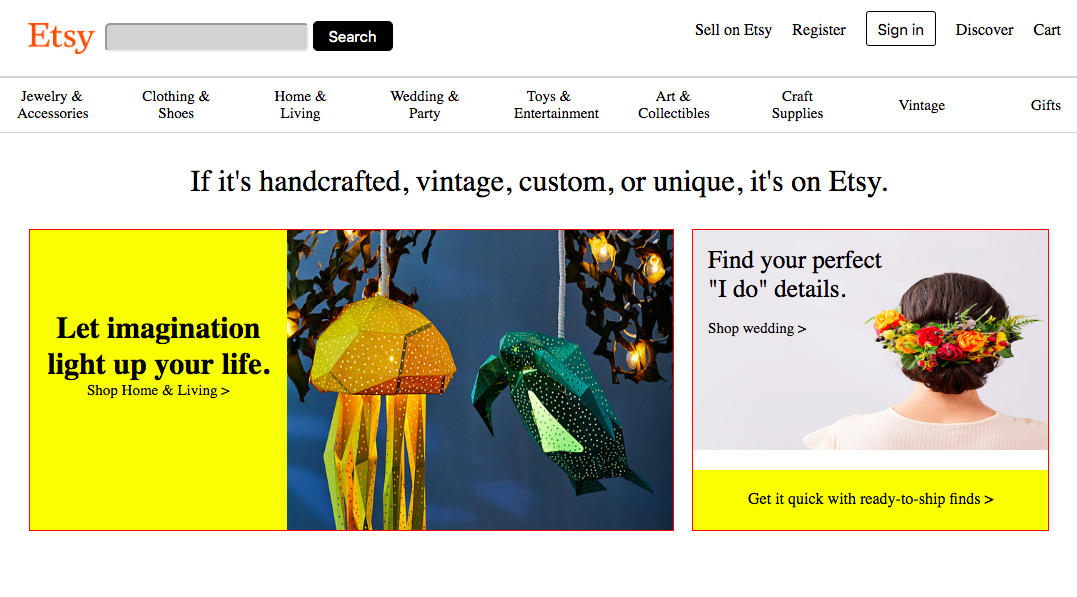 Etsy
Search
Sell on Etsy
Register
Sign in
Discover
Cart
Jewelry &
Accessories
Clothing &
Shoes
Home &
Living
Wedding &
Party
Toys &
Entertainment
Art &
Collectibles
Craft
Supplies
Vintage
Gifts
If it's handcrafted, vintage, custom, or unique, it's on Etsy.
Let imagination
light up your life.
Shop Home & Living >
Find your perfect
"I do" details.
Shop wedding >
Get it quick with ready-to-ship finds >